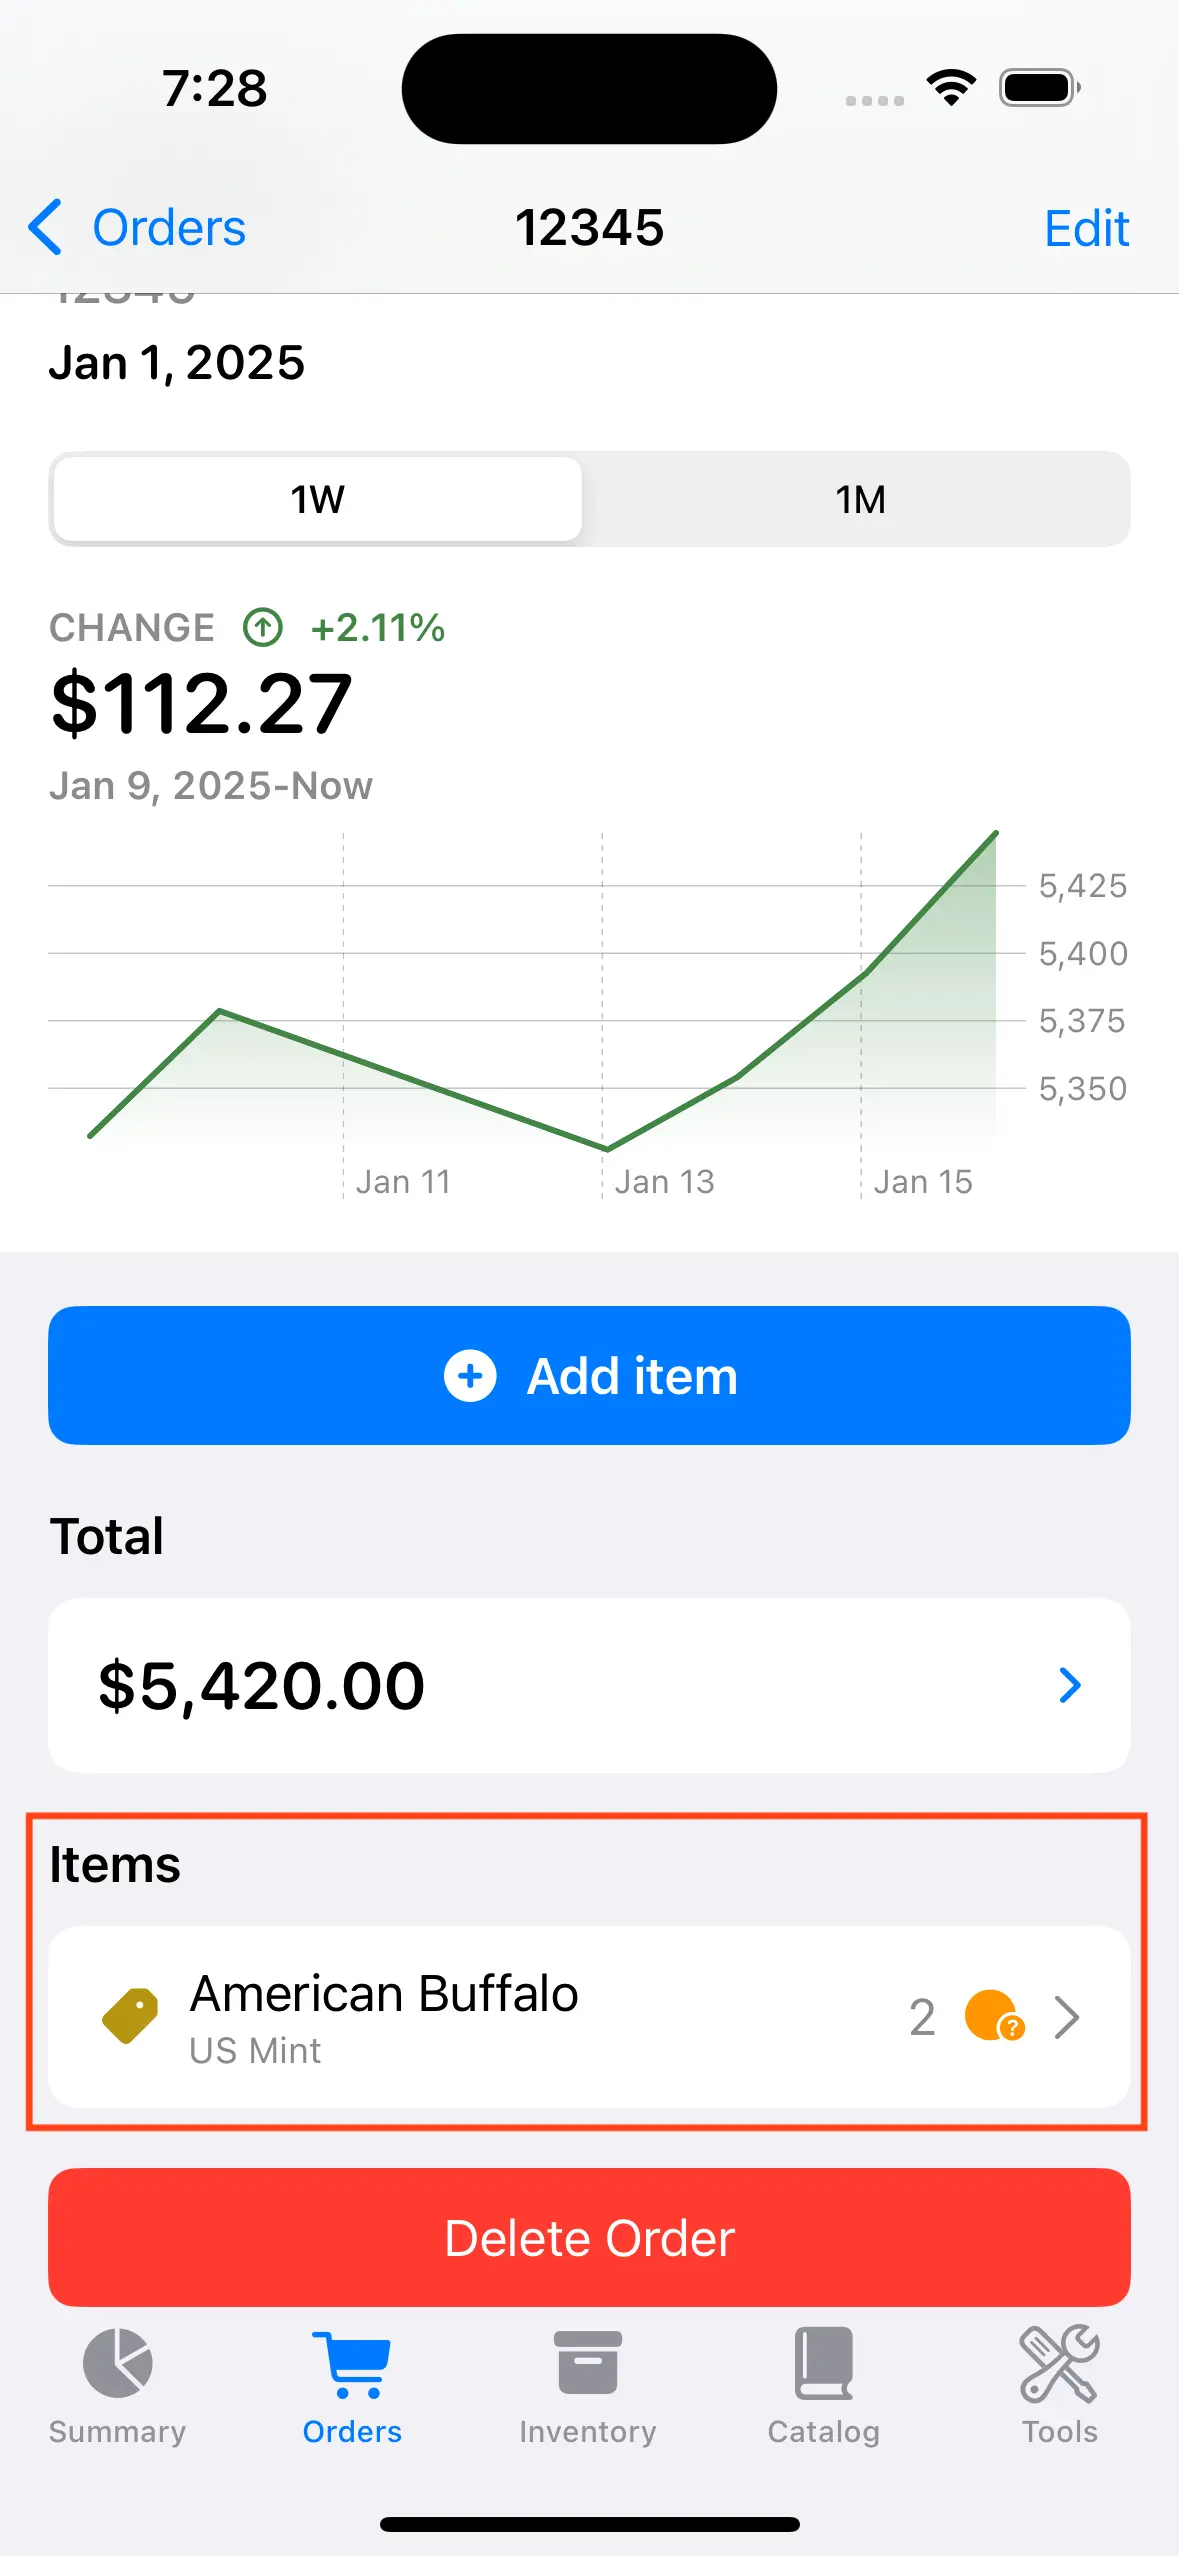 7:28
Orders
12345
Edit
12345
Jan 1, 2025
1W
1M
CHANGE +2.11%
$112.27
Jan 9, 2025-Now
5,425
5,400
5,375
5,350
Jan 11
Jan 13
Jan 15
Add item
Total
$5,420.00
Items
American Buffalo
US Mint
2
?
Delete Order
Summary
Orders
Inventory
Catalog
Tools